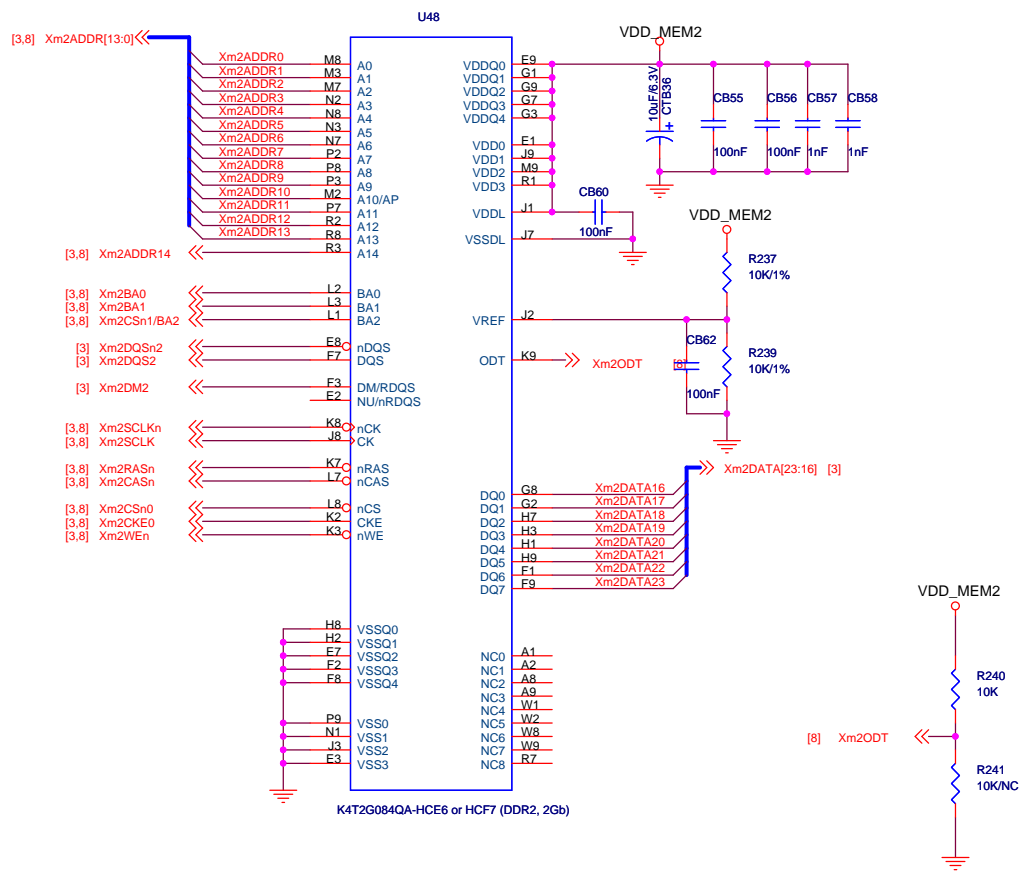 U48
VDD_MEM2
[3,8] Xm2ADDR[13:0]
Xm2ADDR0 M8 A0
Xm2ADDR1 M3 A1
Xm2ADDR2 M7 A2
Xm2ADDR3 N2 A3
Xm2ADDR4 N8 A4
Xm2ADDR5 N3 A5
Xm2ADDR6 N7 A6
Xm2ADDR7 P2 A7
Xm2ADDR8 P8 A8
Xm2ADDR9 P3 A9
Xm2ADDR10 M2 A10/AP
Xm2ADDR11 P7 A11
Xm2ADDR12 R2 A12
Xm2ADDR13 R8 A13
[3,8] Xm2ADDR14 R3 A14
[3,8] Xm2BA0 L2 BA0
[3,8] Xm2BA1 L3 BA1
[3,8] Xm2CSn1/BA2 L1 BA2
[3] Xm2DQSn2 E8 nDQS
[3] Xm2DQS2 F7 DQS
[3] Xm2DM2 F3 DM/RDQS
E2 NU/nRDQS
[3,8] Xm2SCLKn K8 nCK
[3,8] Xm2SCLK J8 CK
[3,8] Xm2RASn K7 nRAS
[3,8] Xm2CASn L7 nCAS
[3,8] Xm2CSn0 L8 nCS
[3,8] Xm2CKE0 K2 CKE
[3,8] Xm2WEn K3 nWE
H8 VSSQ0
H2 VSSQ1
E7 VSSQ2
F2 VSSQ3
F8 VSSQ4
P9 VSS0
N1 VSS1
J3 VSS2
E3 VSS3
VDDQ0 E9
VDDQ1 G1
VDDQ2 G9
VDDQ3 G7
VDDQ4 G3
VDD0 E1
VDD1 J9
VDD2 M9
VDD3 R1
VDDL J1
VSSDL J7
VREF J2
ODT K9 Xm2ODT [8]
10uF/6.3V
CTB36
+
CB55 CB56 CB57 CB58
100nF 100nF 1nF 1nF
CB60
100nF
VDD_MEM2
R237
10K/1%
CB62
100nF
R239
10K/1%
Xm2DATA[23:16] [3]
DQ0 G8 Xm2DATA16
DQ1 G2 Xm2DATA17
DQ2 H7 Xm2DATA18
DQ3 H3 Xm2DATA19
DQ4 H1 Xm2DATA20
DQ5 H9 Xm2DATA21
DQ6 F1 Xm2DATA22
DQ7 F9 Xm2DATA23
NC0 A1
NC1 A2
NC2 A8
NC3 A9
NC4 W1
NC5 W2
NC6 W8
NC7 W9
NC8 R7
VDD_MEM2
R240
10K
[8] Xm2ODT
R241
10K/NC
K4T2G084QA-HCE6 or HCF7 (DDR2, 2Gb)